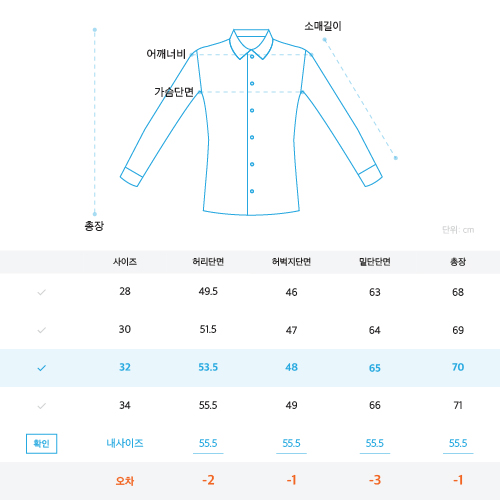 소매길이
어깨너비
가슴단면
총장
단위 cm
사이즈 허리단면 허벅지단면 밑단단면 총장
28 49.5 46 63 68
30 51.5 47 64 69
32 53.5 48 65 70
34 55.5 49 66 71
확인 내사이즈 55.5 55.5 55.5 55.5
오차 -2 -1 -3 -1